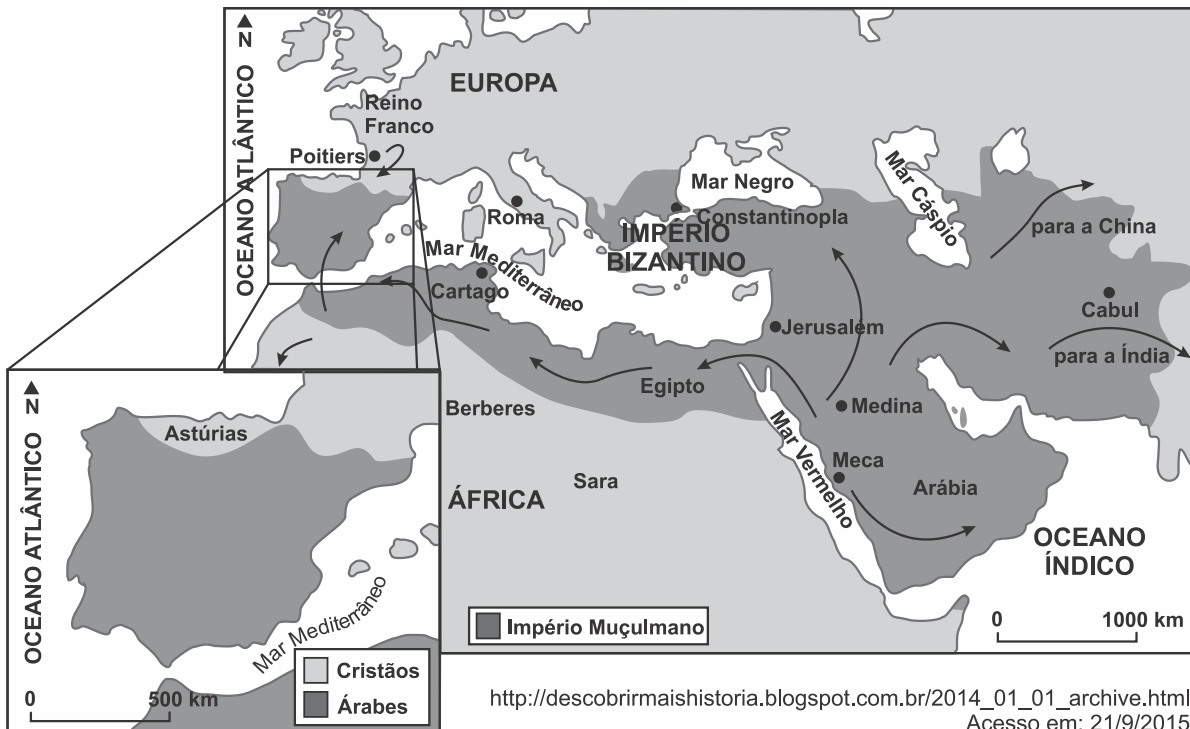 N
OCEANO ATLÂNTICO
EUROPA
Reino
Franco
Poitiers
Mar Negro
Mar Cáspio
Roma
Constantinopla
para a China
IMPÉRIO
BIZANTINO
Mar Mediterrâneo
Cartago
Cabul
Jerusalém
para a Índia
Egipto
Medina
Berberes
Mar Vermelho
Meca
Sara
Arábia
ÁFRICA
OCEANO
ÍNDICO
Império Muçulmano
0 1000 km
N
OCEANO ATLÂNTICO
Astúrias
Mar Mediterrâneo
Cristãos
Árabes
0 500 km
http://descobrirmaishistoria.blogspot.com.br/2014_01_01_archive.html
Acesso em: 21/9/2015